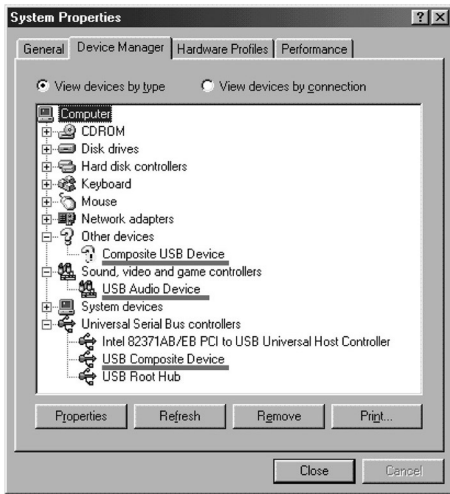 System Properties
General Device Manager Hardware Profiles Performance
View devices by type View devices by connection
Computer
CDROM
Disk drives
Hard disk controllers
Keyboard
Mouse
Network adapters
Other devices
Composite USB Device
Sound, video and game controllers
USB Audio Device
System devices
Universal Serial Bus controllers
Intel 82371AB/EB PCI to USB Universal Host Controller
USB Composite Device
USB Root Hub
Properties Refresh Remove Print...
Close Cancel